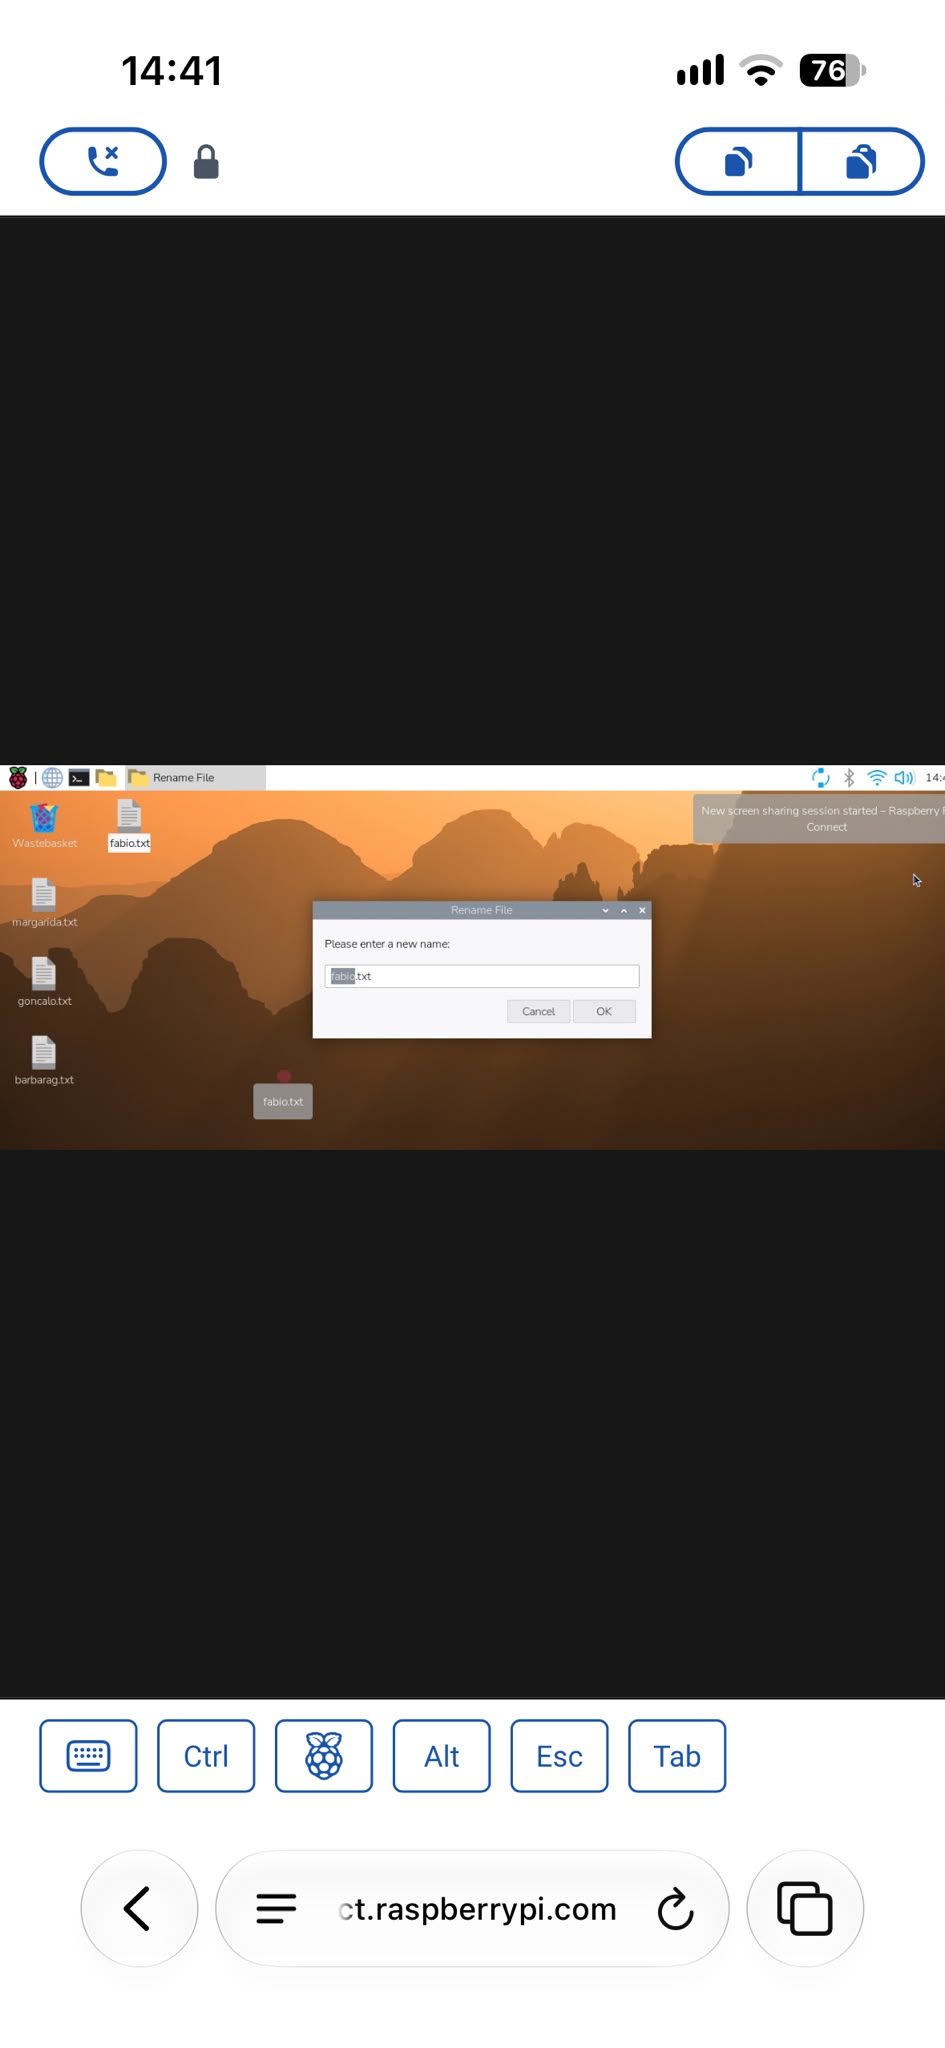 14:41
76
Rename File
14:4
New screen sharing session started – Raspberry P
Connect
Wastebasket
fabio.txt
margarida.txt
goncalo.txt
barbarag.txt
Rename File
Please enter a new name:
fabio.txt
Cancel
OK
fabio.txt
Ctrl
Alt
Esc
Tab
ct.raspberrypi.com